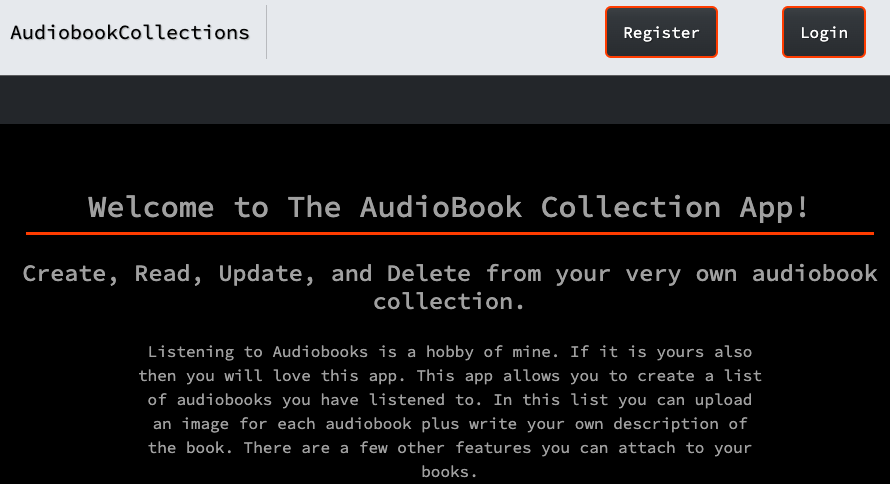 AudiobookCollections
Register
Login
Welcome to The AudioBook Collection App!
Create, Read, Update, and Delete from your very own audiobook
collection.
Listening to Audiobooks is a hobby of mine. If it is yours also
then you will love this app. This app allows you to create a list
of audiobooks you have listened to. In this list you can upload
an image for each audiobook plus write your own description of
the book. There are a few other features you can attach to your
books.